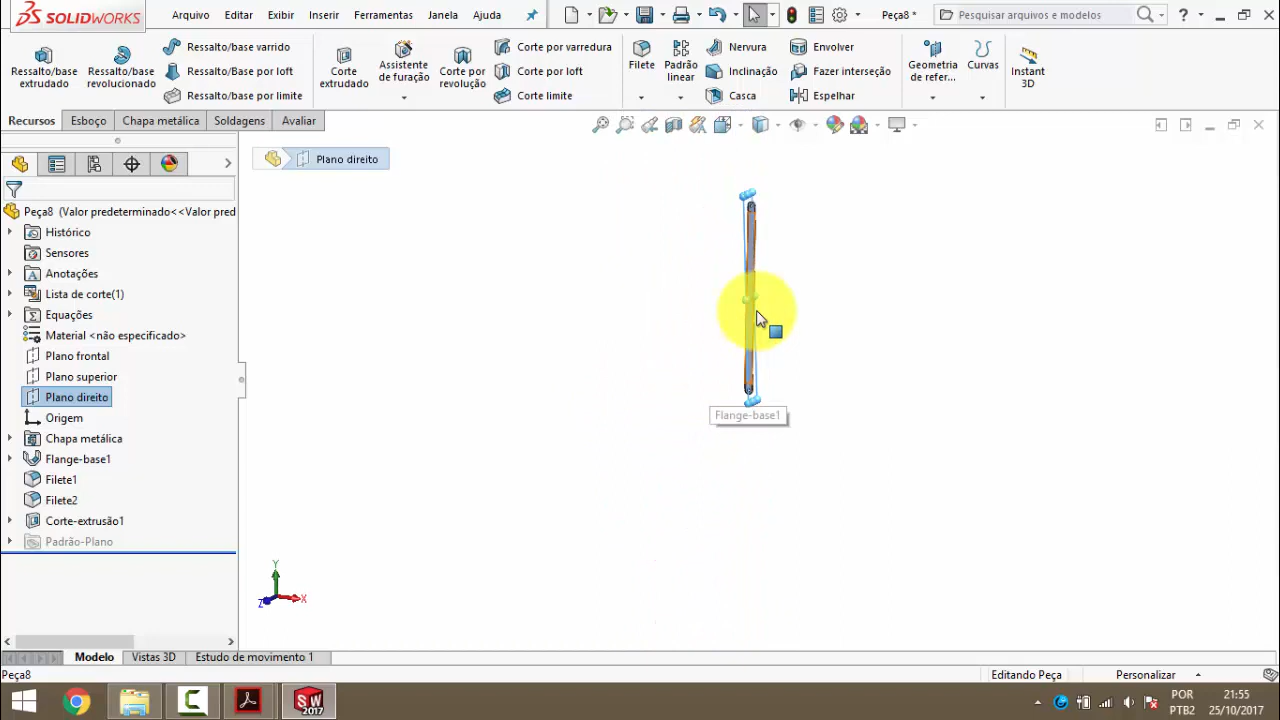 SOLIDWORKS
Arquivo Editar Exibir Inserir Ferramentas Janela Ajuda
Peça8 *
Pesquisar arquivos e modelos
?
Ressalto/base extrudado
Ressalto/base revolucionado
Ressalto/base varrido
Ressalto/base por loft
Ressalto/base por limite
Corte extrudado
Assistente de furação
Corte por revolução
Corte por varredura
Corte por loft
Corte limite
Filete
Padrão linear
Nervura
Inclinação
Casca
Envolver
Fazer interseção
Espelhar
Geometria de refer...
Curvas
Instant 3D
Recursos Esboço Chapa metálica Soldagens Avaliar
Plano direito
Peça8 (Valor predeterminado<<Valor pred
Histórico
Sensores
Anotações
Lista de corte(1)
Equações
Material <não especificado>
Plano frontal
Plano superior
Plano direito
Origem
Chapa metálica
Flange-base1
Filete1
Filete2
Corte-extrusão1
Padrão-Plano
Flange-base1
Y
Z
X
Modelo Vistas 3D Estudo de movimento 1
Peça8
Editando Peça
Personalizar
SW 2017
POR
PTB2
21:55
25/10/2017